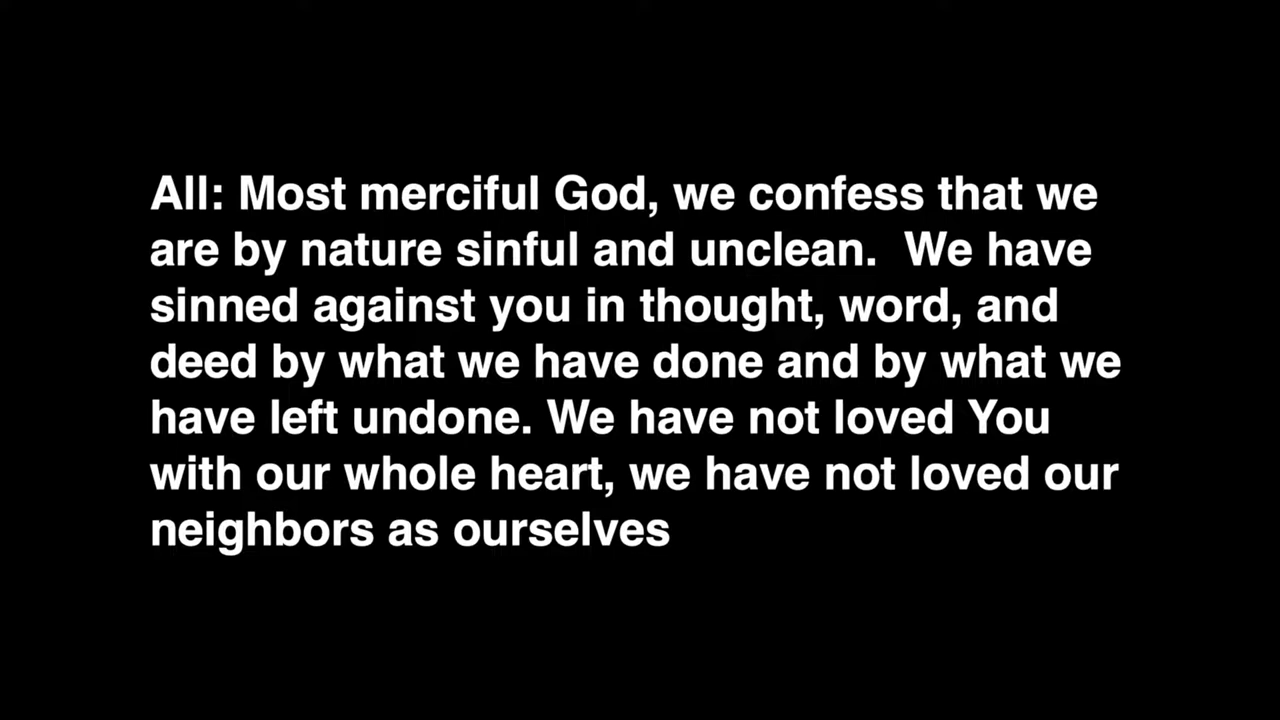 All: Most merciful God, we confess that we
are by nature sinful and unclean.  We have
sinned against you in thought, word, and
deed by what we have done and by what we
have left undone. We have not loved You
with our whole heart, we have not loved our
neighbors as ourselves